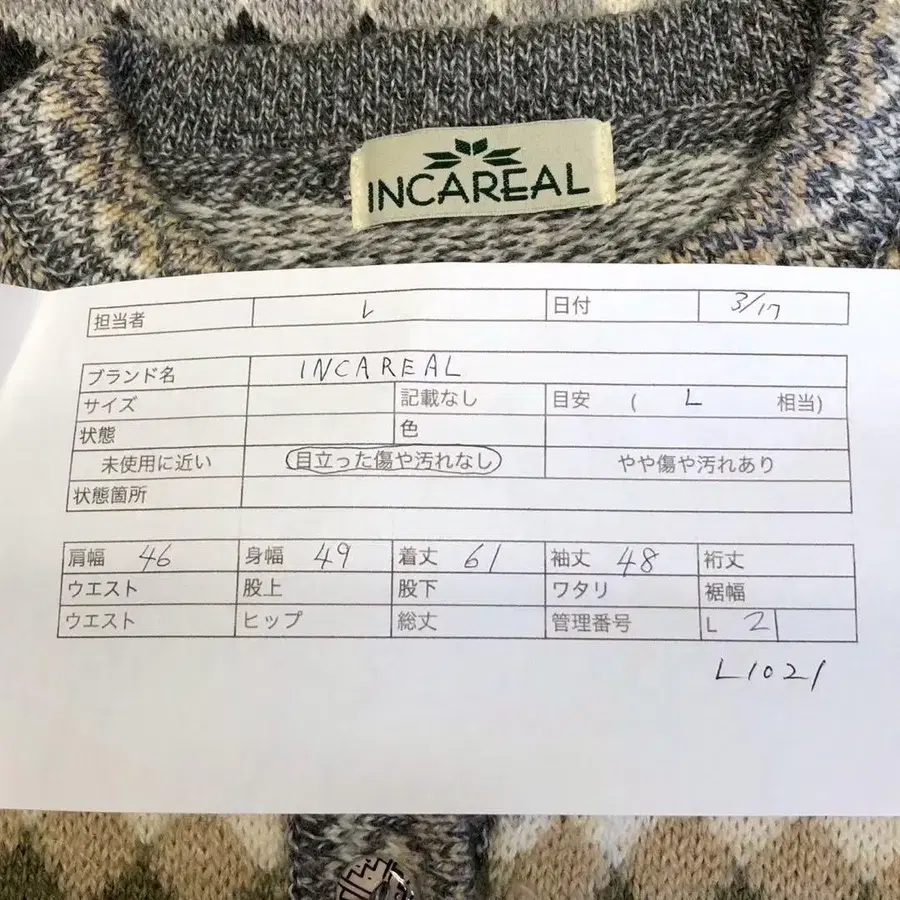 INCAREAL
担当者 L 日付 3/17
ブランド名 INCAREAL
サイズ 記載なし 目安 ( L 相当)
状態 色
未使用に近い 目立った傷や汚れなし やや傷や汚れあり
状態箇所
肩幅 46 身幅 49 着丈 61 袖丈 48 裄丈
ウエスト 股上 股下 ワタリ 裾幅
ウエスト ヒップ 総丈 管理番号 L 2
L1021